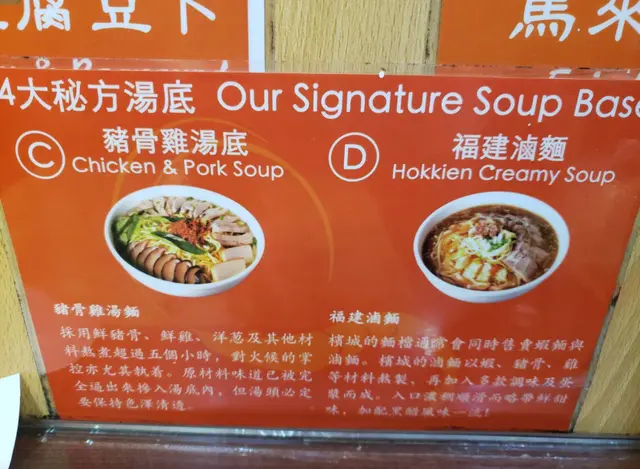 腐豆卜
馬來
4大秘方湯底 Our Signature Soup Base
C 豬骨雞湯底
Chicken & Pork Soup
D 福建滷麵
Hokkien Creamy Soup
豬骨雞湯麵
採用鮮豬骨、鮮雞、洋蔥及其他材
料熬煮超過五個小時，對火候的掌
控亦尤其執着。原材料味道已被完
全逼出來摻入湯底內，但湯頭必定
要保持色澤清透。
福建滷麵
檳城的麵檔通常會同時售賣蝦麵與
滷麵。檳城的滷麵以蝦、豬骨、雞
等材料熬製，再加入多款調味及蛋
漿而成。入口濃稠順滑而略帶鮮甜
味，如配黑醋風味一流！